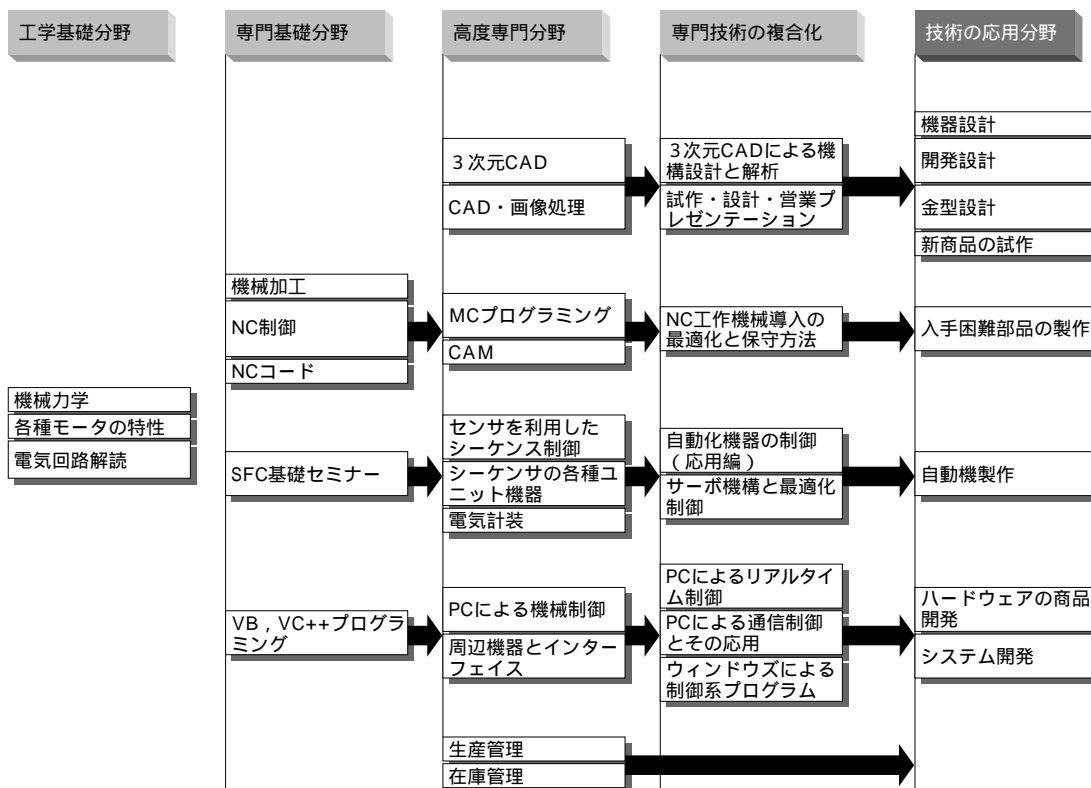 工学基礎分野
専門基礎分野
高度専門分野
専門技術の複合化
技術の応用分野
機械力学
各種モータの特性
電気回路解読
機械加工
NC制御
NCコード
SFC基礎セミナー
VB,VC++プログラ
ミング
3次元CAD
CAD・画像処理
MCプログラミング
CAM
センサを利用した
シーケンス制御
シーケンサの各種ユ
ニット機器
電気計装
PCによる機械制御
周辺機器とインター
フェイス
生産管理
在庫管理
3次元CADによる機
構設計と解析
試作・設計・営業プ
レゼンテーション
NC工作機械導入の
最適化と保守方法
自動化機器の制御
(応用編)
サーボ機構と最適化
制御
PCによるリアルタイ
ム制御
PCによる通信制御
とその応用
ウィンドウズによる
制御系プログラム
機器設計
開発設計
金型設計
新商品の試作
入手困難部品の製作
自動機製作
ハードウェアの商品
開発
システム開発